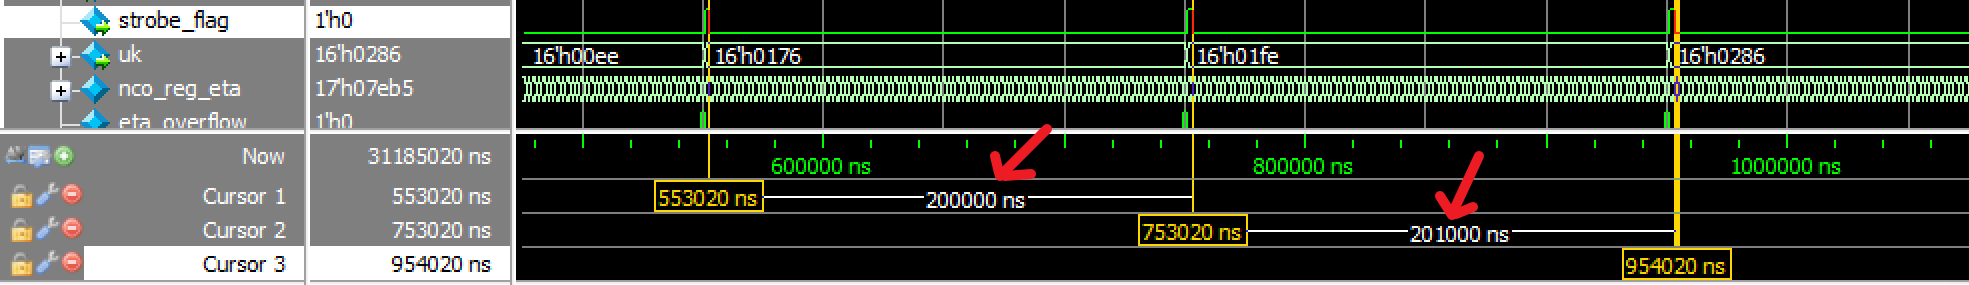 strobe_flag 1'h0
uk 16'h0286 16'h00ee 16'h0176 16'h01fe 16'h0286
nco_reg_eta 17'h07eb5
eta_overflow 1'h0
Now 31185020 ns 600000 ns 800000 ns 1000000 ns
Cursor 1 553020 ns 553020 ns 200000 ns
Cursor 2 753020 ns 753020 ns 201000 ns
Cursor 3 954020 ns 954020 ns